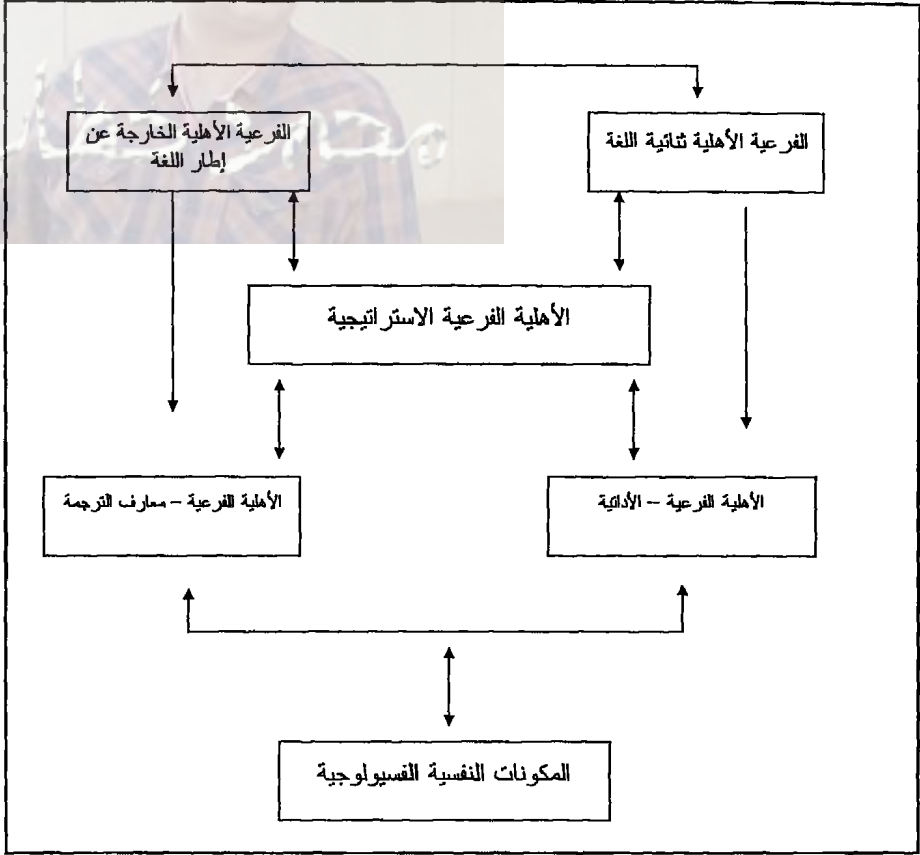 الفرعية الأهلية ثنائية اللغة
الفرعية الأهلية الخارجة عن
إطار اللغة
الأهلية الفرعية الاستراتيجية
الأهلية الفرعية – الأدائية
الأهلية الفرعية – معارف الترجمة
المكونات النفسية الفسيولوجية